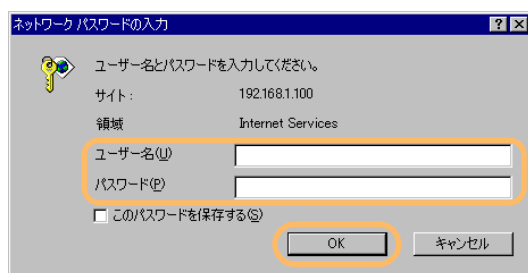 ネットワーク パスワードの入力
ユーザー名とパスワードを入力してください。
サイト: 192.168.1.100
領域 Internet Services
ユーザー名(U)
パスワード(P)
このパスワードを保存する(S)
OK キャンセル